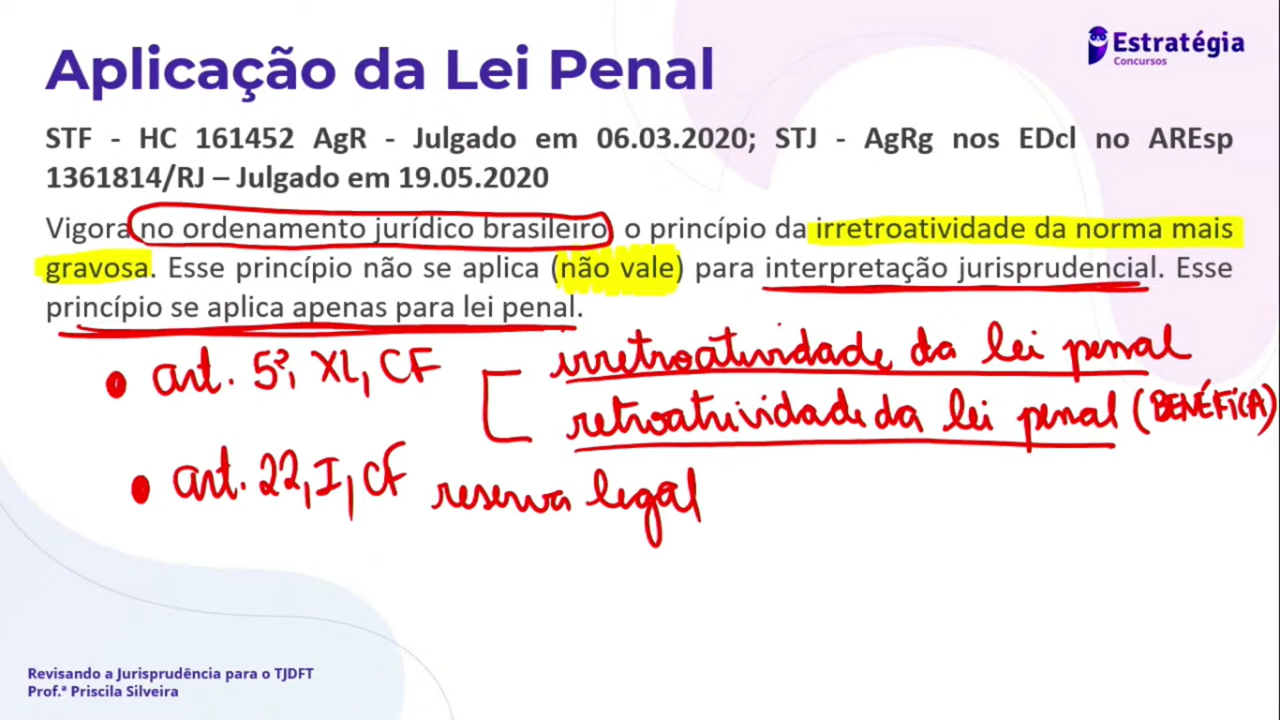 Aplicação da Lei Penal
Estratégia
Concursos
STF - HC 161452 AgR - Julgado em 06.03.2020; STJ - AgRg nos EDcl no AREsp
1361814/RJ – Julgado em 19.05.2020
Vigora no ordenamento jurídico brasileiro o princípio da irretroatividade da norma mais
gravosa. Esse princípio não se aplica (não vale) para interpretação jurisprudencial. Esse
princípio se aplica apenas para lei penal.
• art. 5º, XL, CF
irretroatividade da lei penal
retroatividade da lei penal (BENÉFICA)
• art. 22, I, CF reserva legal
Revisando a Jurisprudência para o TJDFT
Prof.ª Priscila Silveira